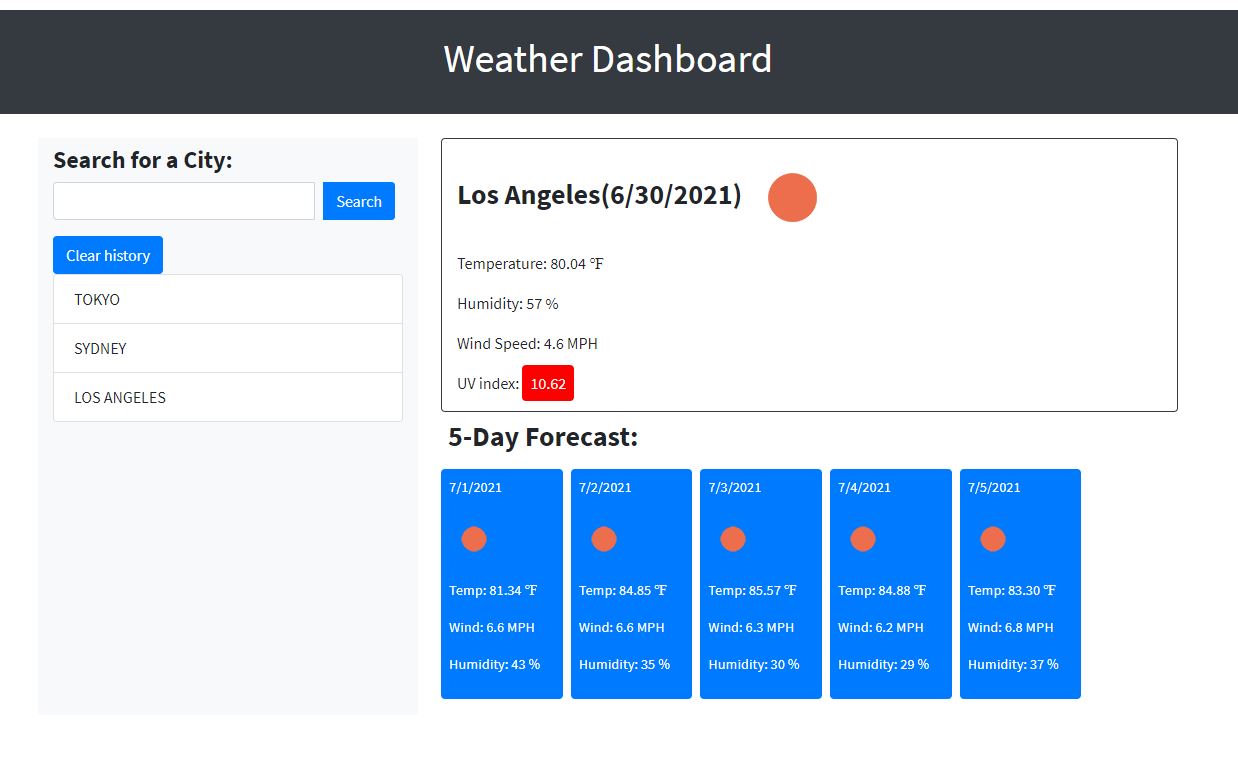 Weather Dashboard
Search for a City:
Search
Clear history
TOKYO
SYDNEY
LOS ANGELES
Los Angeles(6/30/2021)
Temperature: 80.04 °F
Humidity: 57 %
Wind Speed: 4.6 MPH
UV index: 10.62
5-Day Forecast:
7/1/2021
Temp: 81.34 °F
Wind: 6.6 MPH
Humidity: 43 %
7/2/2021
Temp: 84.85 °F
Wind: 6.6 MPH
Humidity: 35 %
7/3/2021
Temp: 85.57 °F
Wind: 6.3 MPH
Humidity: 30 %
7/4/2021
Temp: 84.88 °F
Wind: 6.2 MPH
Humidity: 29 %
7/5/2021
Temp: 83.30 °F
Wind: 6.8 MPH
Humidity: 37 %